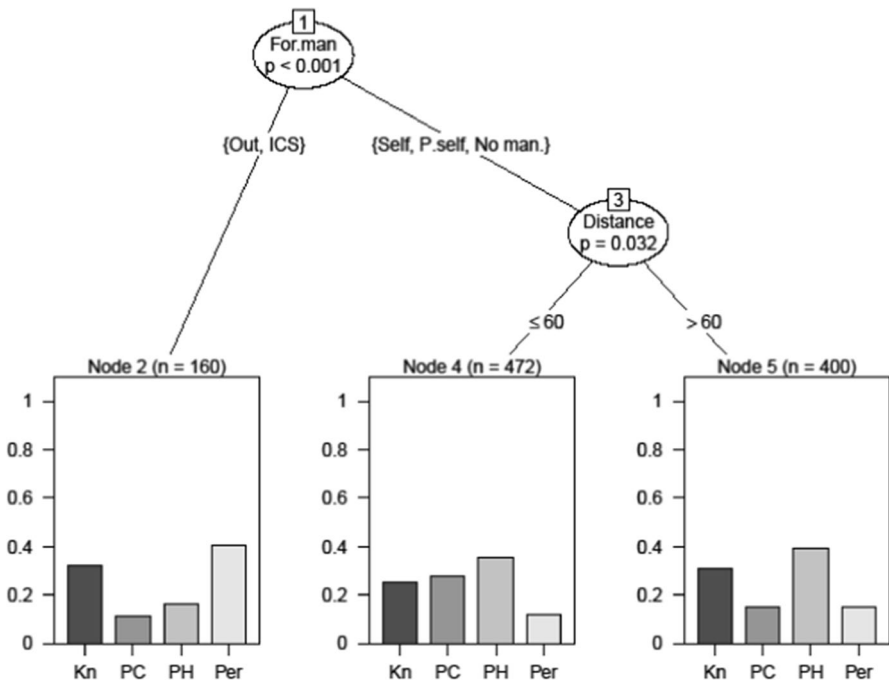 1
For.man
p < 0.001
{Out, ICS}
{Self, P.self, No man.}
3
Distance
p = 0.032
≤ 60
> 60
Node 2 (n = 160)
1
0.8
0.6
0.4
0.2
0
Kn PC PH Per
Node 4 (n = 472)
1
0.8
0.6
0.4
0.2
0
Kn PC PH Per
Node 5 (n = 400)
1
0.8
0.6
0.4
0.2
0
Kn PC PH Per